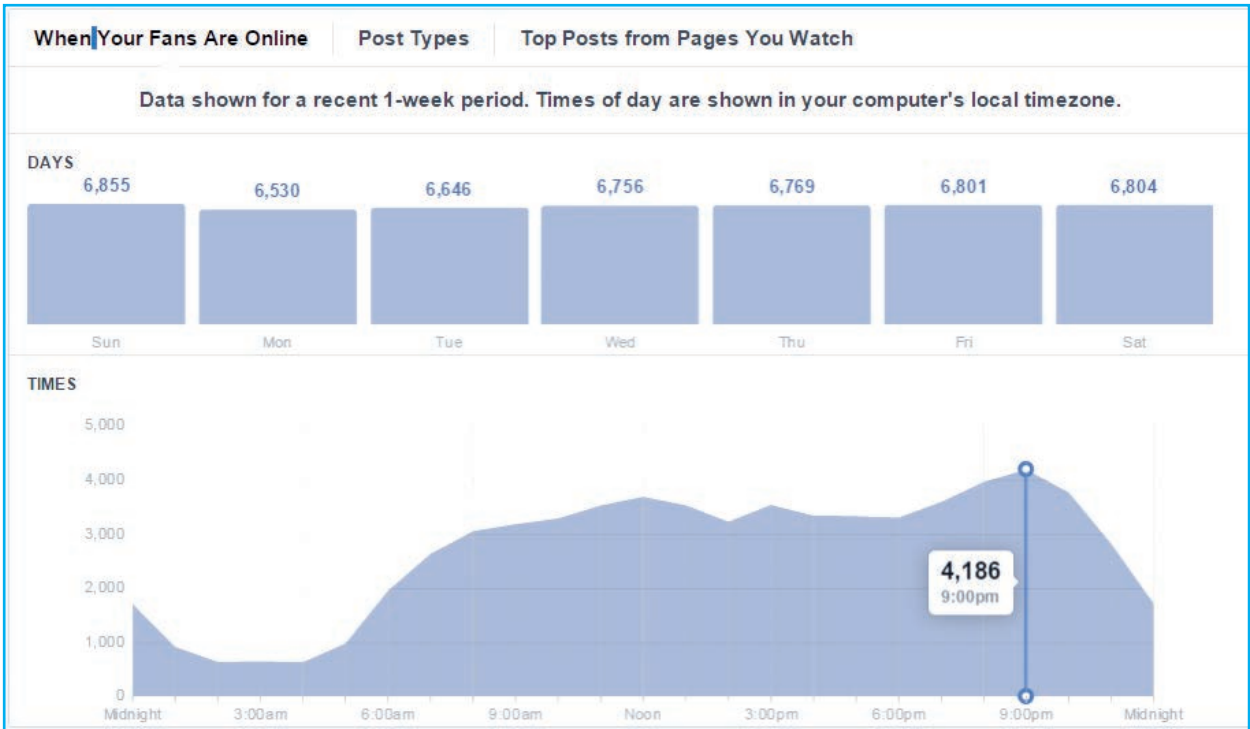 When Your Fans Are Online Post Types Top Posts from Pages You Watch
Data shown for a recent 1-week period. Times of day are shown in your computer's local timezone.
DAYS
6,855 6,530 6,646 6,756 6,769 6,801 6,804
Sun Mon Tue Wed Thu Fri Sat
TIMES
5,000
4,000
3,000
2,000
1,000
0
4,186
9:00pm
Midnight 3:00am 6:00am 9:00am Noon 3:00pm 6:00pm 9:00pm Midnight